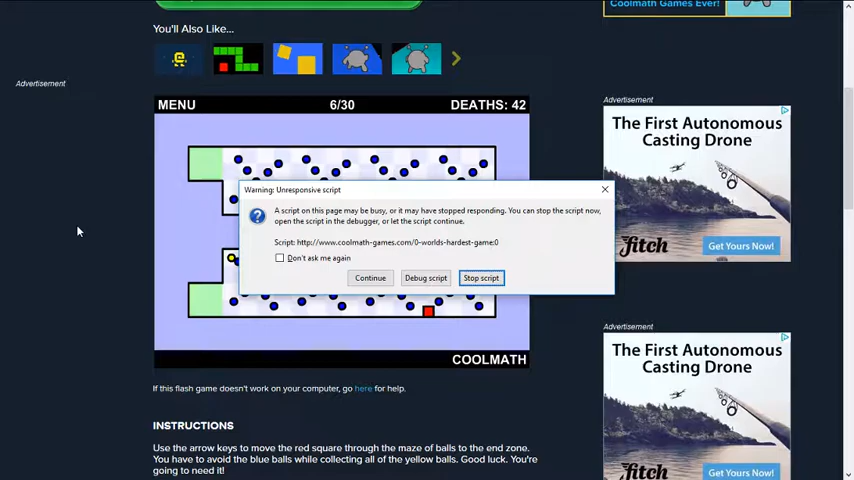 Coolmath Games Ever!
You'll Also Like...
Advertisement
MENU 6/30 DEATHS: 42
Warning: Unresponsive script
A script on this page may be busy, or it may have stopped responding. You can stop the script now,
open the script in the debugger, or let the script continue.
Script: http://www.coolmath-games.com/0-worlds-hardest-game:0
Don't ask me again
Continue Debug script Stop script
COOLMATH
If this flash game doesn't work on your computer, go here for help.
INSTRUCTIONS
Use the arrow keys to move the red square through the maze of balls to the end zone.
You have to avoid the blue balls while collecting all of the yellow balls. Good luck. You're
going to need it!
Advertisement
The First Autonomous
Casting Drone
fitch
Get Yours Now!
Advertisement
The First Autonomous
Casting Drone
fitch
Get Yours Now!